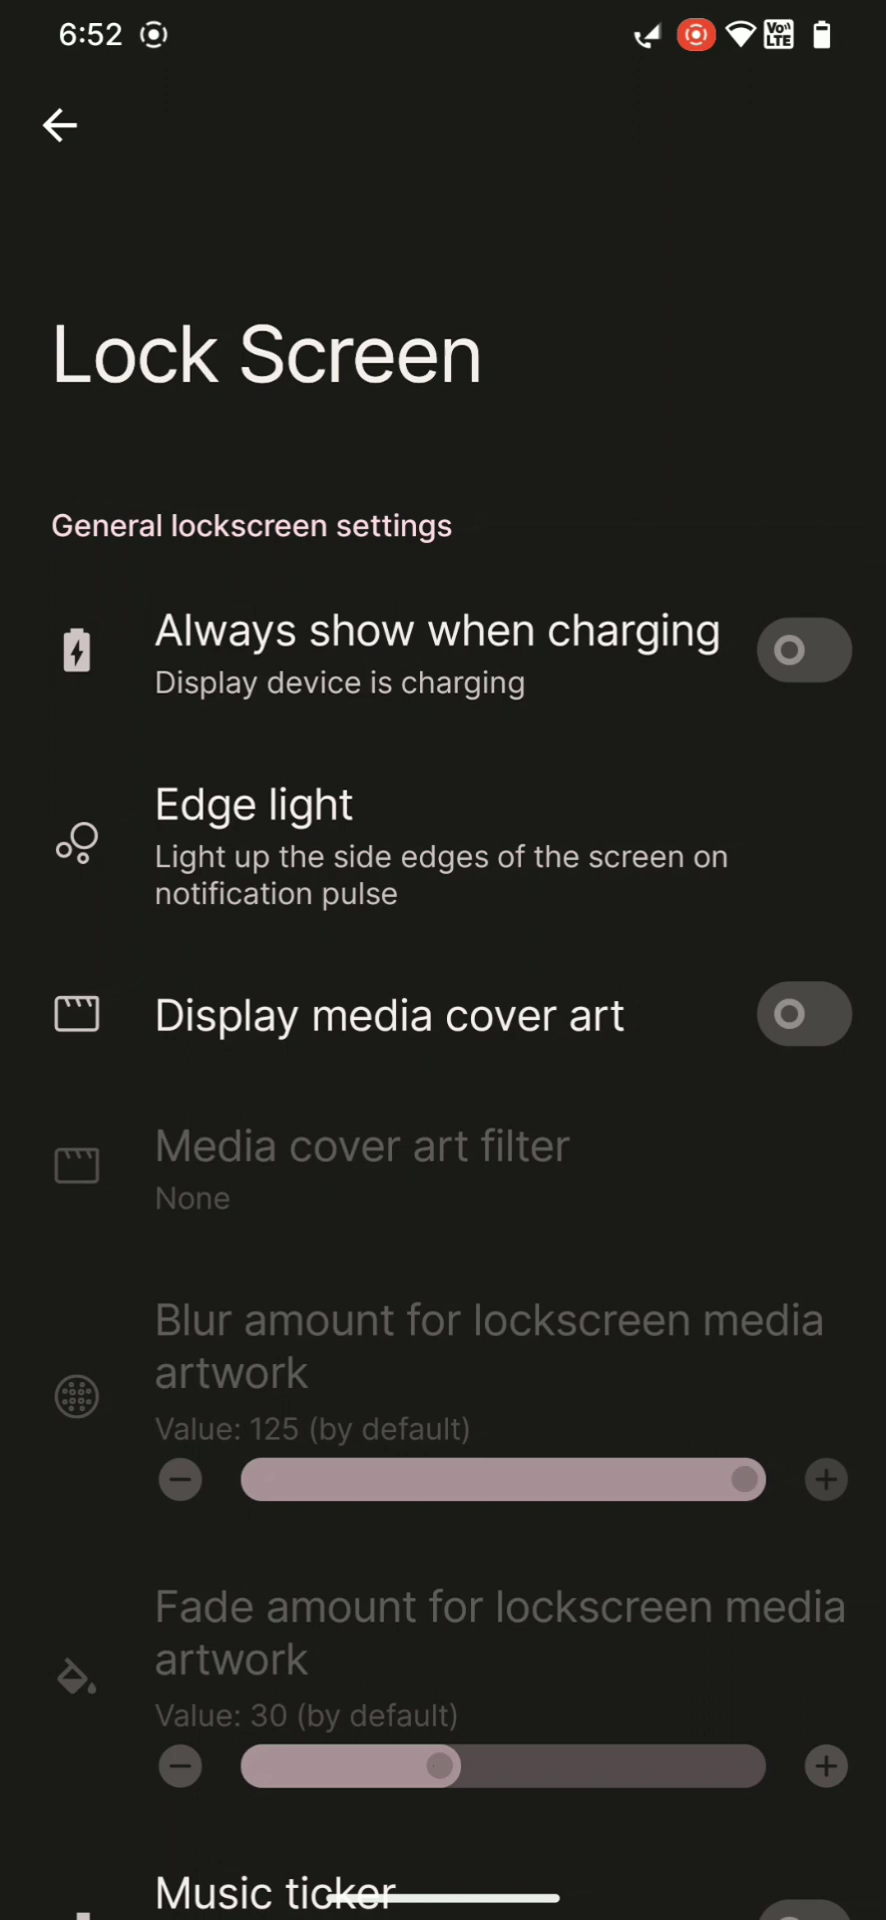 6:52
Vo))
LTE
Lock Screen
General lockscreen settings
Always show when charging
Display device is charging
Edge light
Light up the side edges of the screen on
notification pulse
Display media cover art
Media cover art filter
None
Blur amount for lockscreen media
artwork
Value: 125 (by default)
Fade amount for lockscreen media
artwork
Value: 30 (by default)
Music ticker